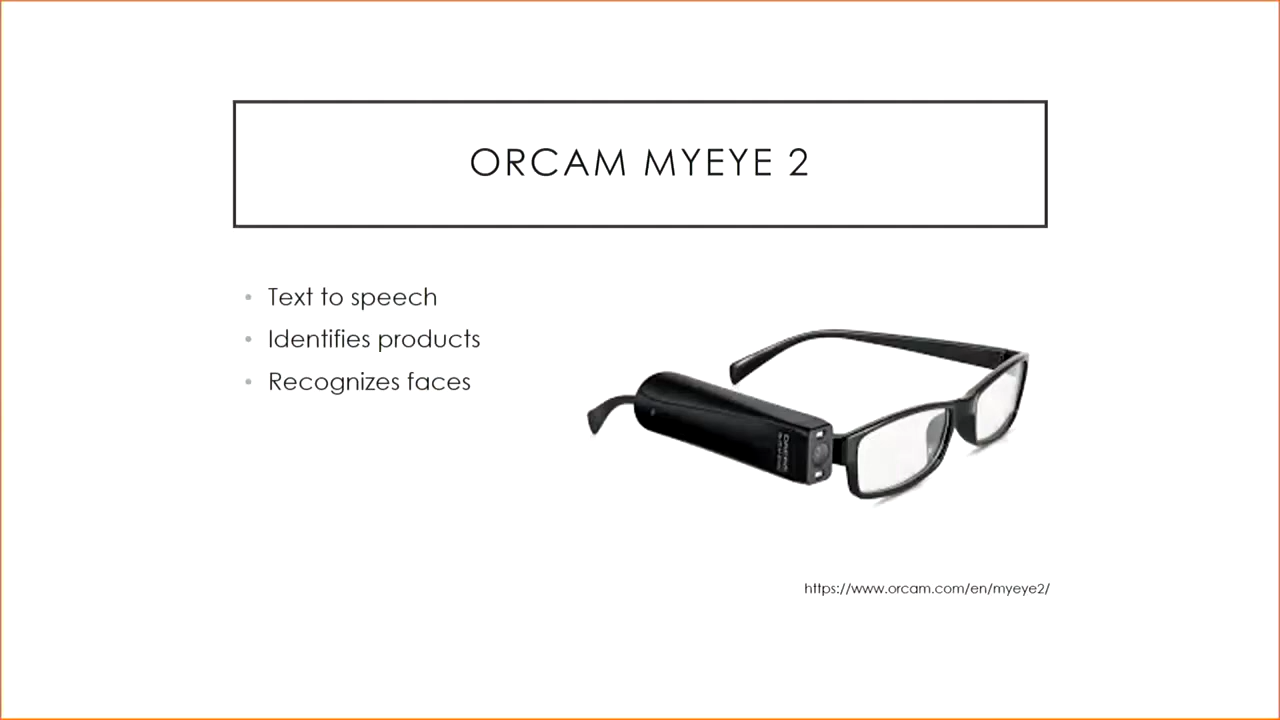 ORCAM MYEYE 2
• Text to speech
• Identifies products
• Recognizes faces
https://www.orcam.com/en/myeye2/